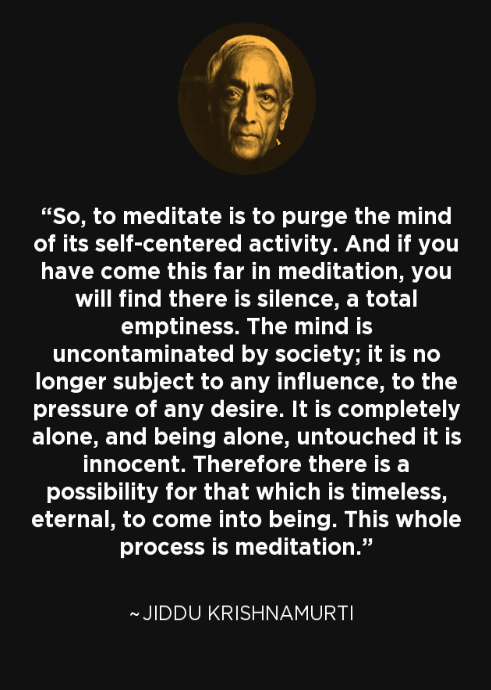 “So, to meditate is to purge the mind
of its self-centered activity. And if you
have come this far in meditation, you
will find there is silence, a total
emptiness. The mind is
uncontaminated by society; it is no
longer subject to any influence, to the
pressure of any desire. It is completely
alone, and being alone, untouched it is
innocent. Therefore there is a
possibility for that which is timeless,
eternal, to come into being. This whole
process is meditation.”
~JIDDU KRISHNAMURTI